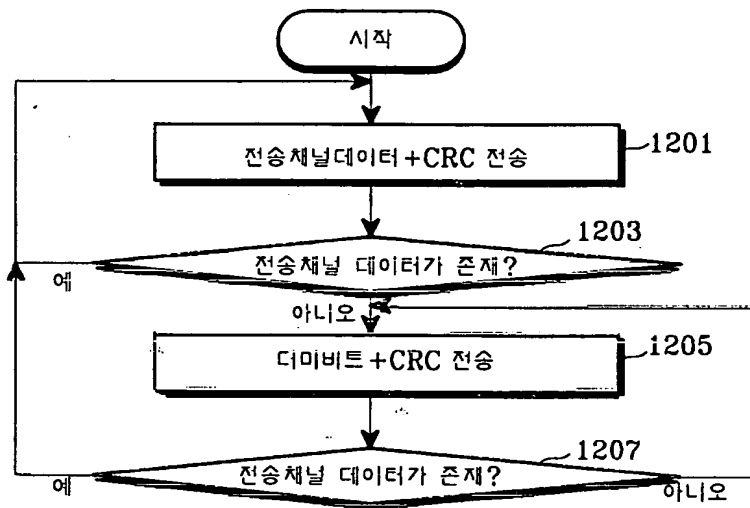 시작
전송채널데이터+CRC 전송
1201
1203
전송채널 데이터가 존재?
예
아니오
더미비트+CRC 전송
1205
1207
전송채널 데이터가 존재?
예
아니오